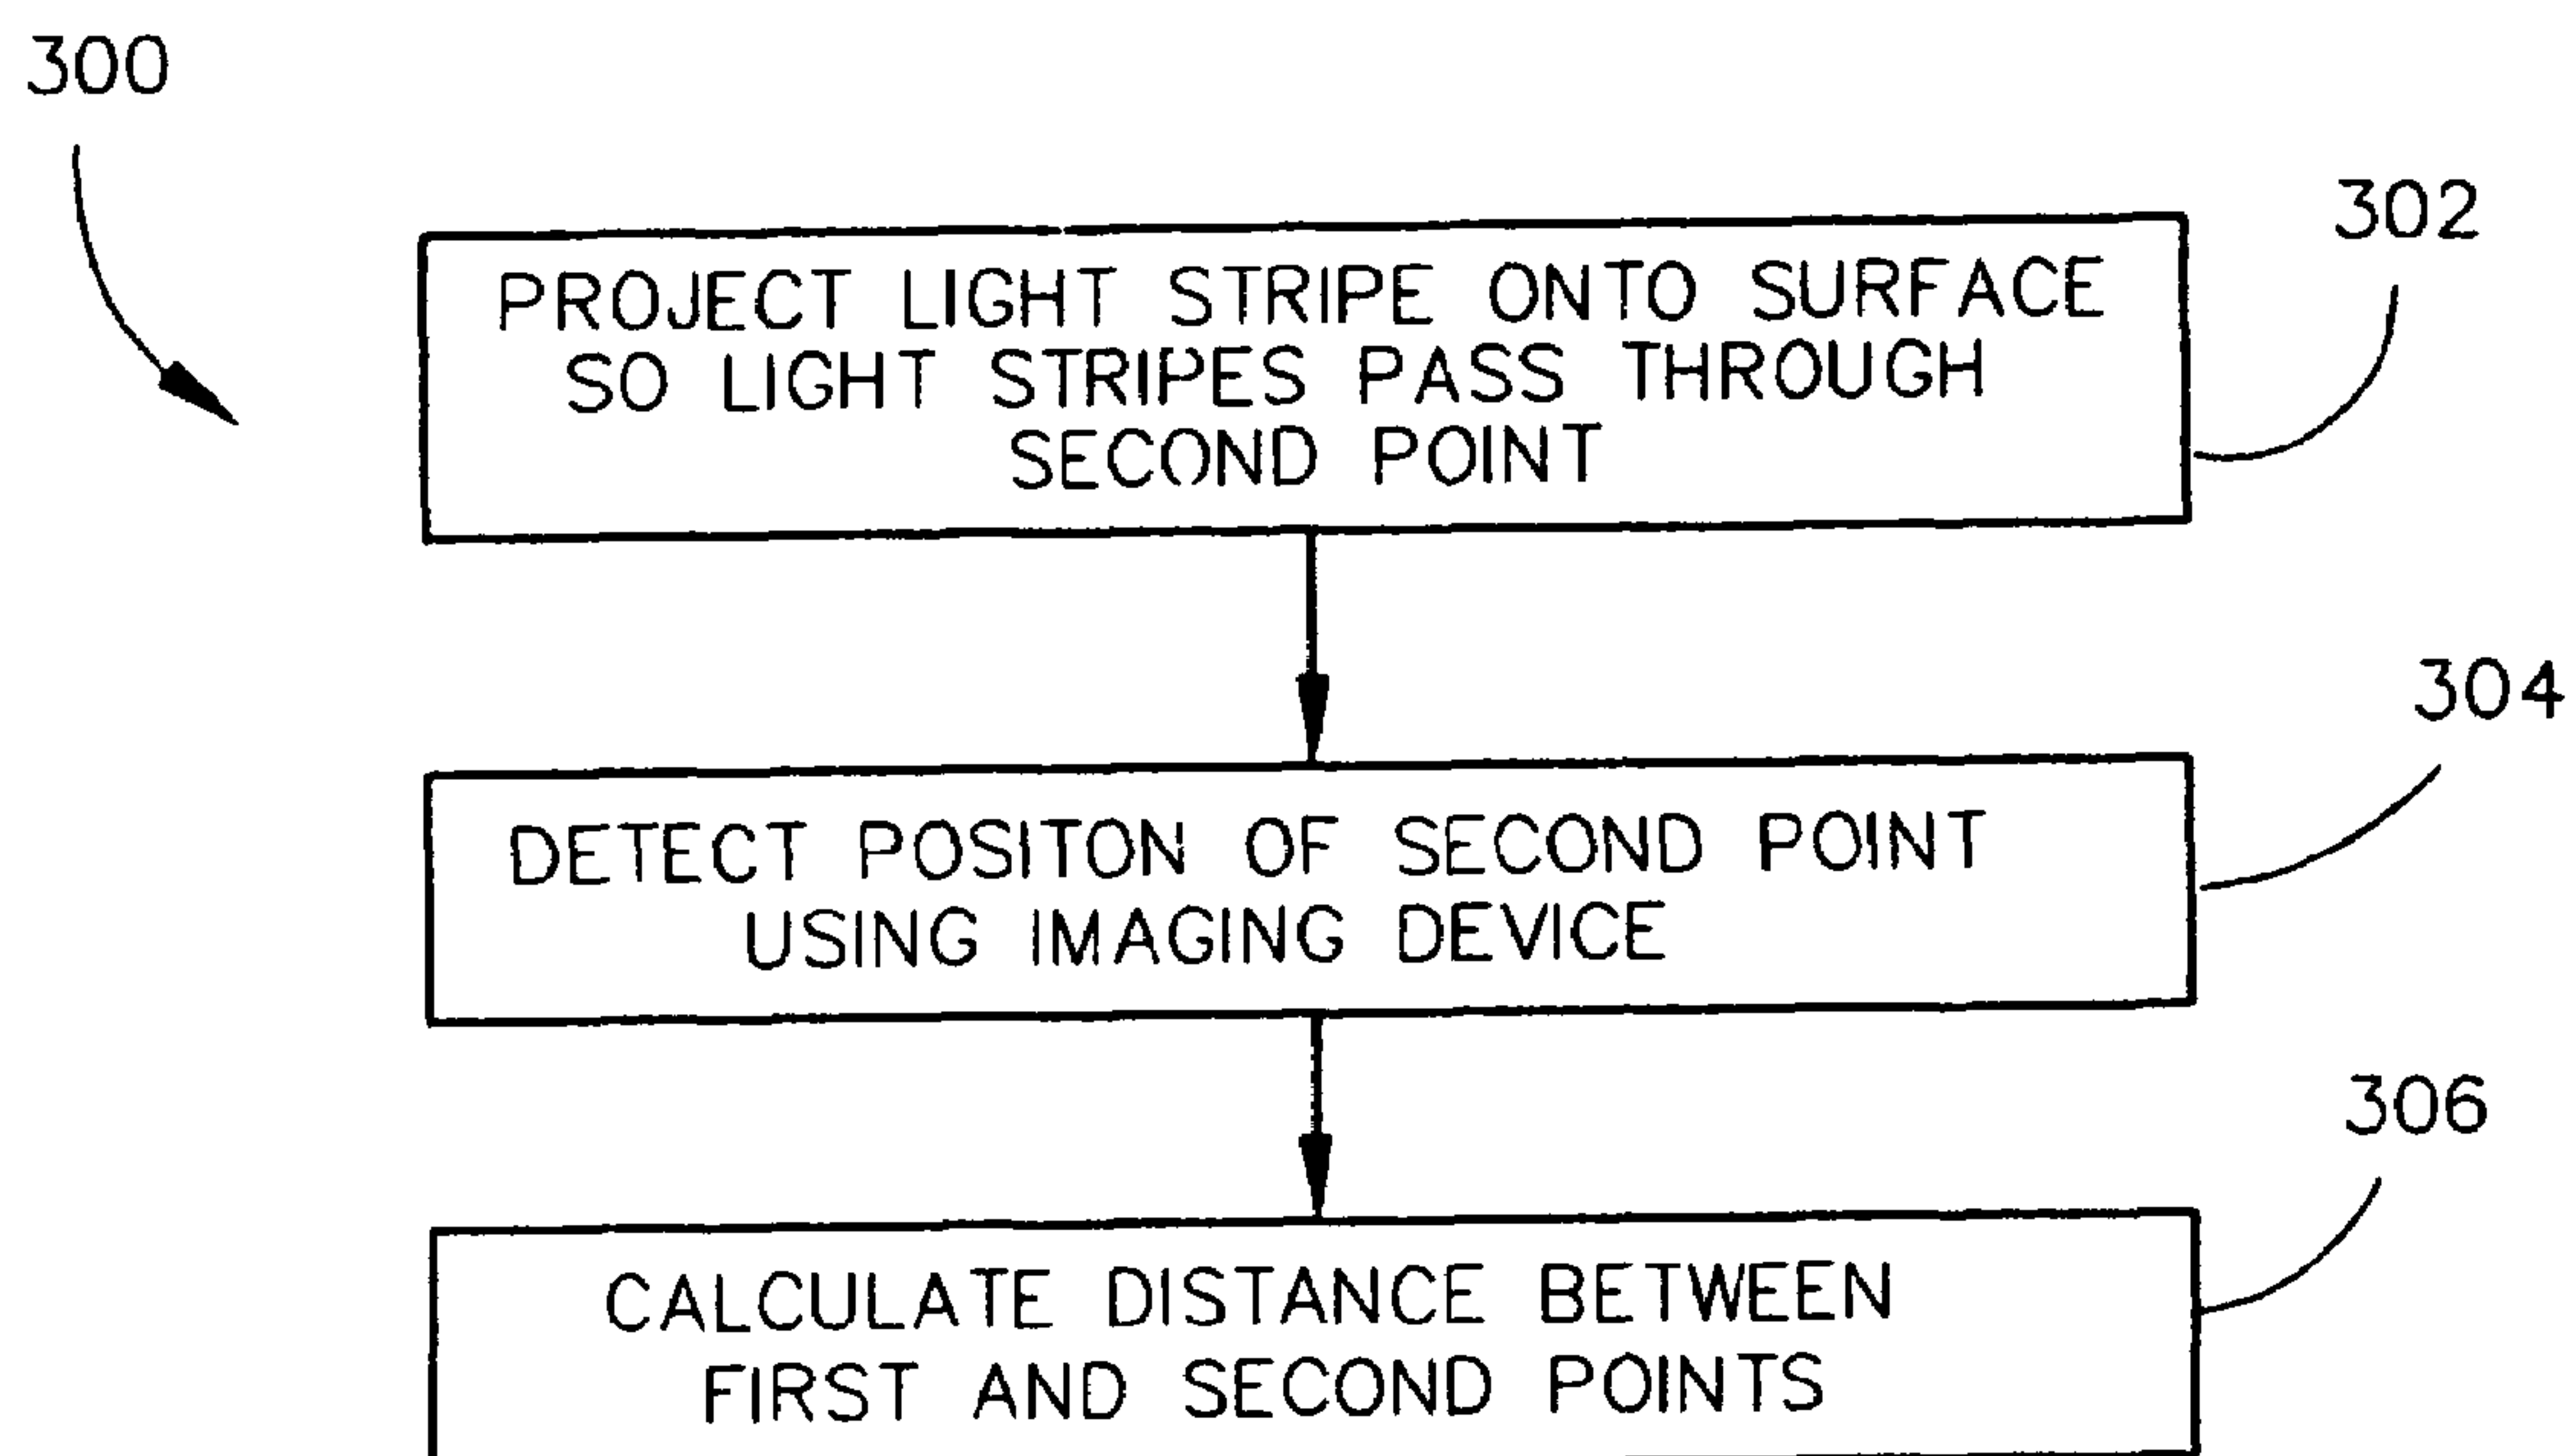 300
302
PROJECT LIGHT STRIPE ONTO SURFACE
SO LIGHT STRIPES PASS THROUGH
SECOND POINT
304
DETECT POSITON OF SECOND POINT
USING IMAGING DEVICE
306
CALCULATE DISTANCE BETWEEN
FIRST AND SECOND POINTS